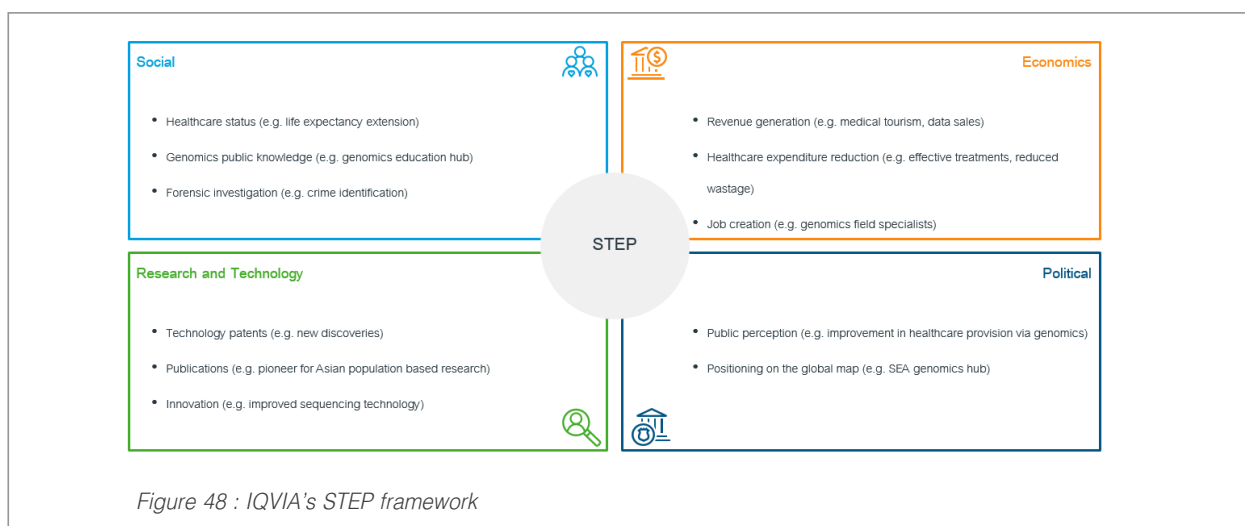 Social
• Healthcare status (e.g. life expectancy extension)
• Genomics public knowledge (e.g. genomics education hub)
• Forensic investigation (e.g. crime identification)
$
Economics
• Revenue generation (e.g. medical tourism, data sales)
• Healthcare expenditure reduction (e.g. effective treatments, reduced
wastage)
• Job creation (e.g. genomics field specialists)
STEP
Research and Technology
• Technology patents (e.g. new discoveries)
• Publications (e.g. pioneer for Asian population based research)
• Innovation (e.g. improved sequencing technology)
Political
• Public perception (e.g. improvement in healthcare provision via genomics)
• Positioning on the global map (e.g. SEA genomics hub)
Figure 48 : IQVIA's STEP framework